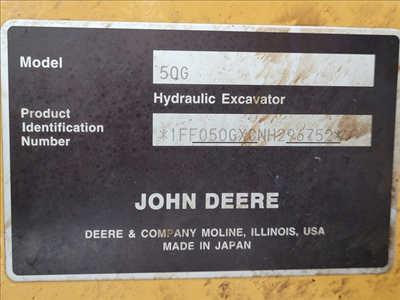 Model 50G
Hydraulic Excavator
Product
Identification *1FF050GXCNH296752*
Number
JOHN DEERE
DEERE & COMPANY MOLINE, ILLINOIS, USA
MADE IN JAPAN